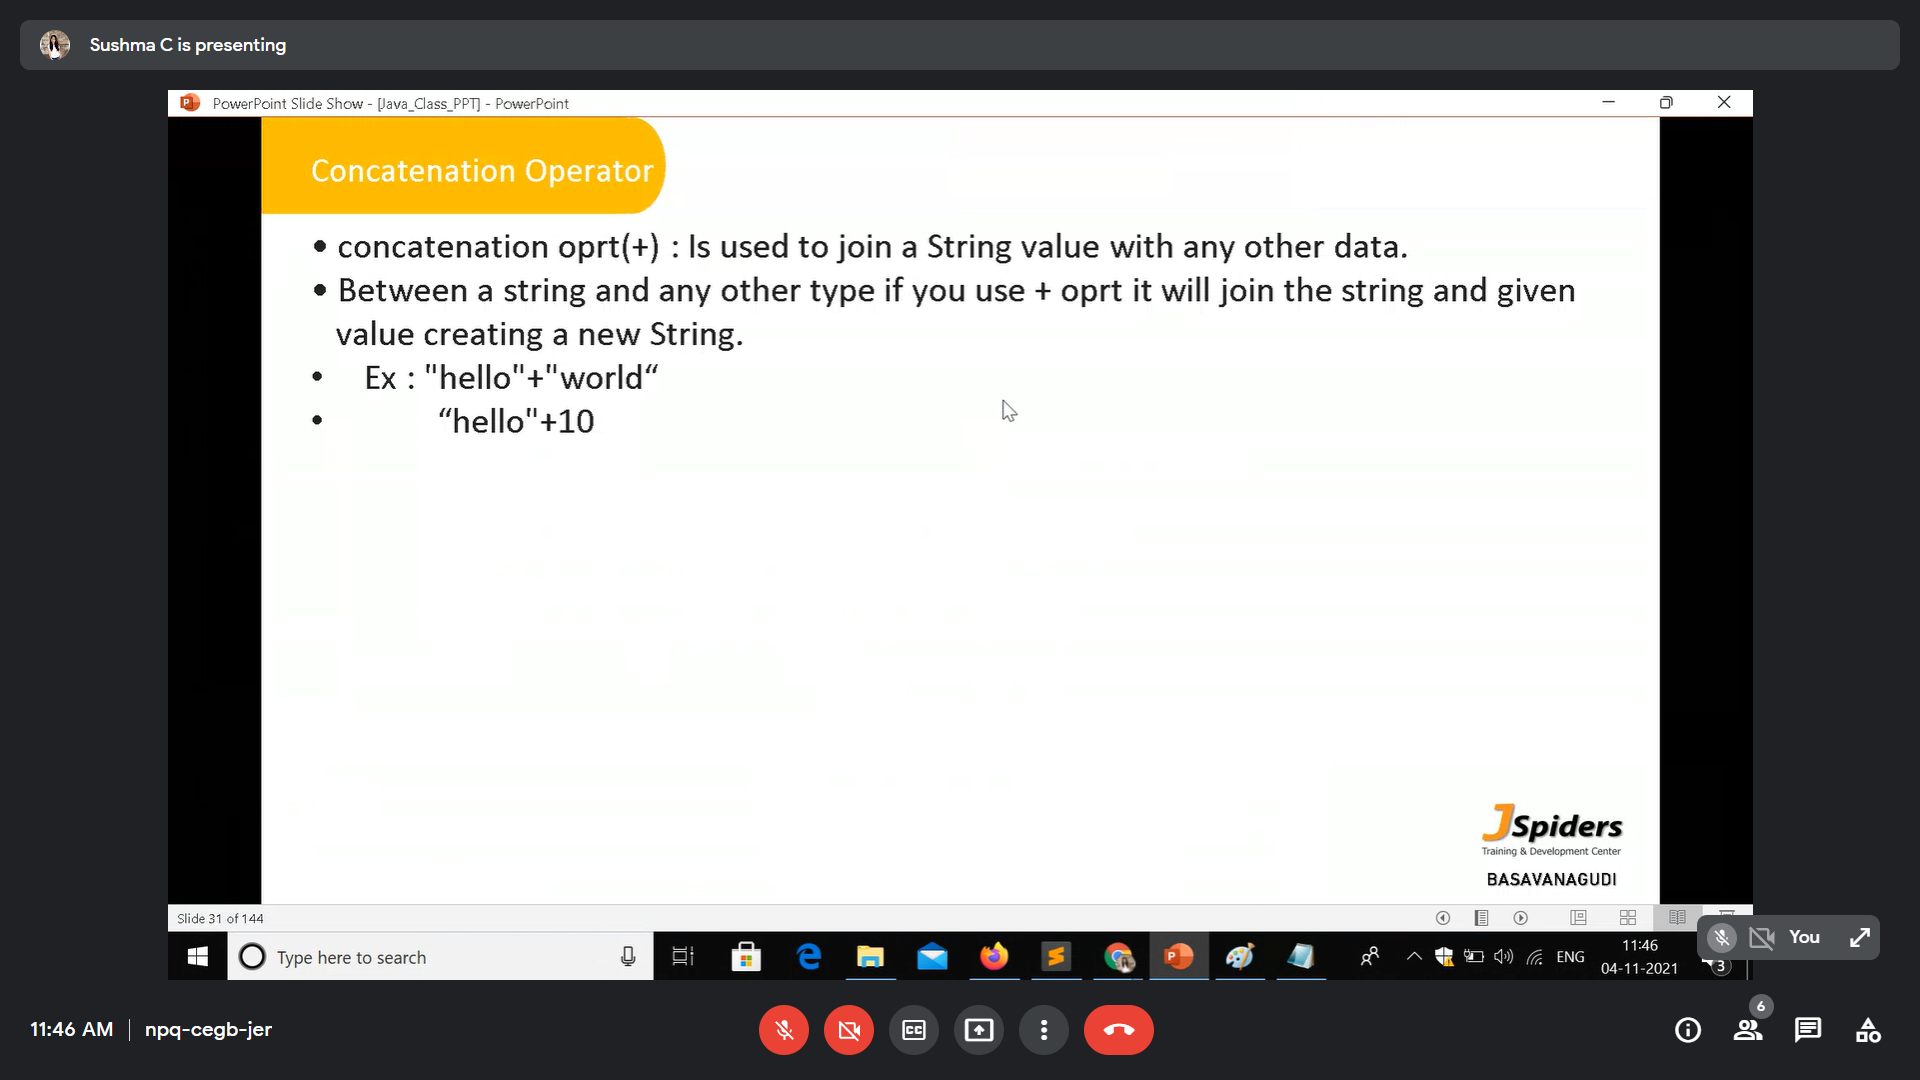 Sushma C is presenting
PowerPoint Slide Show - [Java_Class_PPT] - PowerPoint
Concatenation Operator
• concatenation oprt(+) : Is used to join a String value with any other data.
• Between a string and any other type if you use + oprt it will join the string and given
value creating a new String.
• Ex : "hello"+"world“
• “hello"+10
JSpiders
Training & Development Center
BASAVANAGUDI
Slide 31 of 144
Type here to search
ENG
11:46
04-11-2021
3
You
11:46 AM | npq-cegb-jer
CC
6